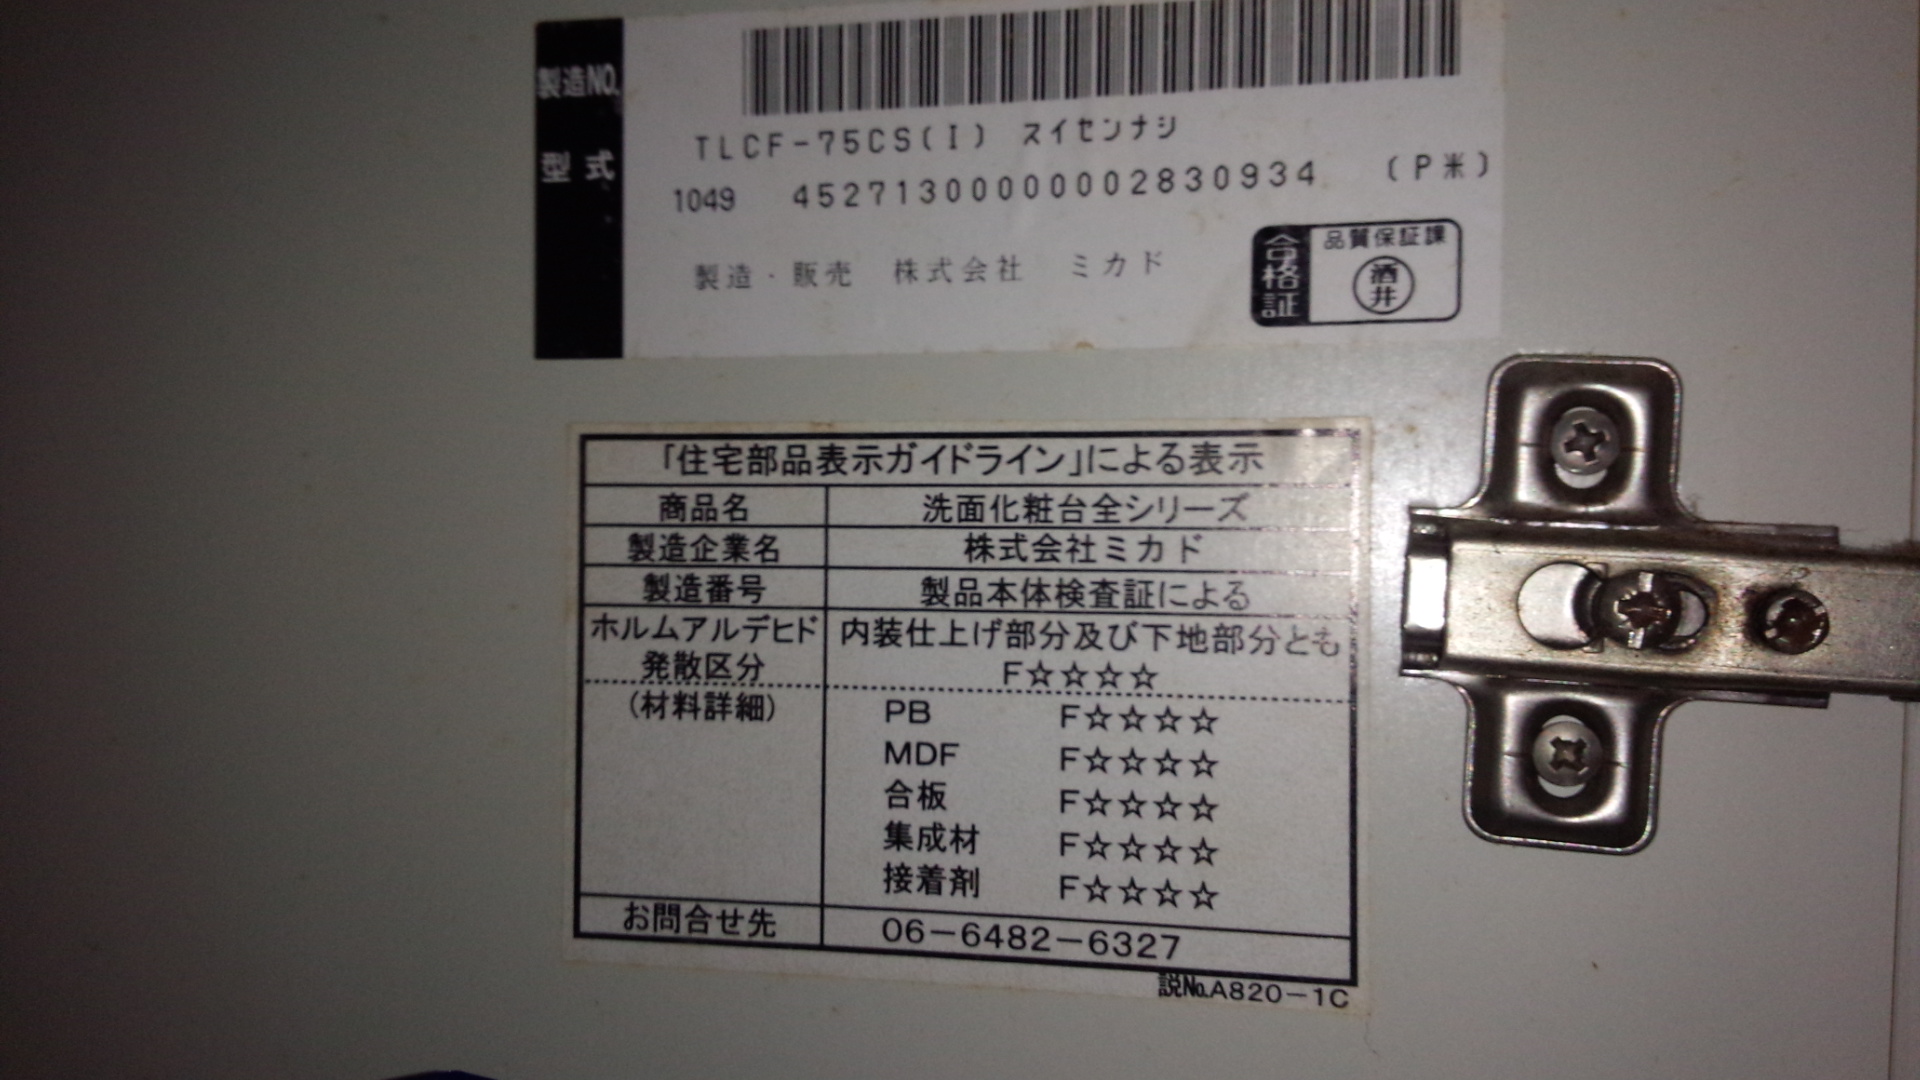 製造NO.
型式
TLCF-75CS(I) スイセンナシ
1049 45271300000002830934 (P米)
製造・販売 株式会社 ミカド
合格証
品質保証課
酒井
「住宅部品表示ガイドライン」による表示
商品名 洗面化粧台全シリーズ
製造企業名 株式会社ミカド
製造番号 製品本体検査証による
ホルムアルデヒド発散区分 内装仕上げ部分及び下地部分とも
F☆☆☆☆
(材料詳細) PB F☆☆☆☆
MDF F☆☆☆☆
合板 F☆☆☆☆
集成材 F☆☆☆☆
接着剤 F☆☆☆☆
お問合せ先 06-6482-6327
説No.A820-1C